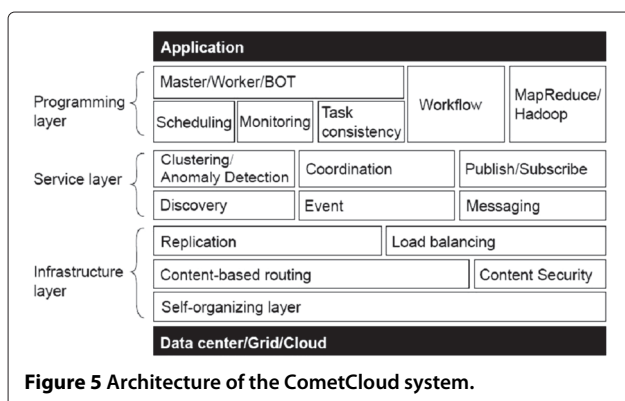 Application
Programming
layer
Master/Worker/BOT
Scheduling
Monitoring
Task
consistency
Workflow
MapReduce/
Hadoop
Service layer
Clustering/
Anomaly Detection
Coordination
Publish/Subscribe
Discovery
Event
Messaging
Infrastructure
layer
Replication
Load balancing
Content-based routing
Content Security
Self-organizing layer
Data center/Grid/Cloud
Figure 5 Architecture of the CometCloud system.